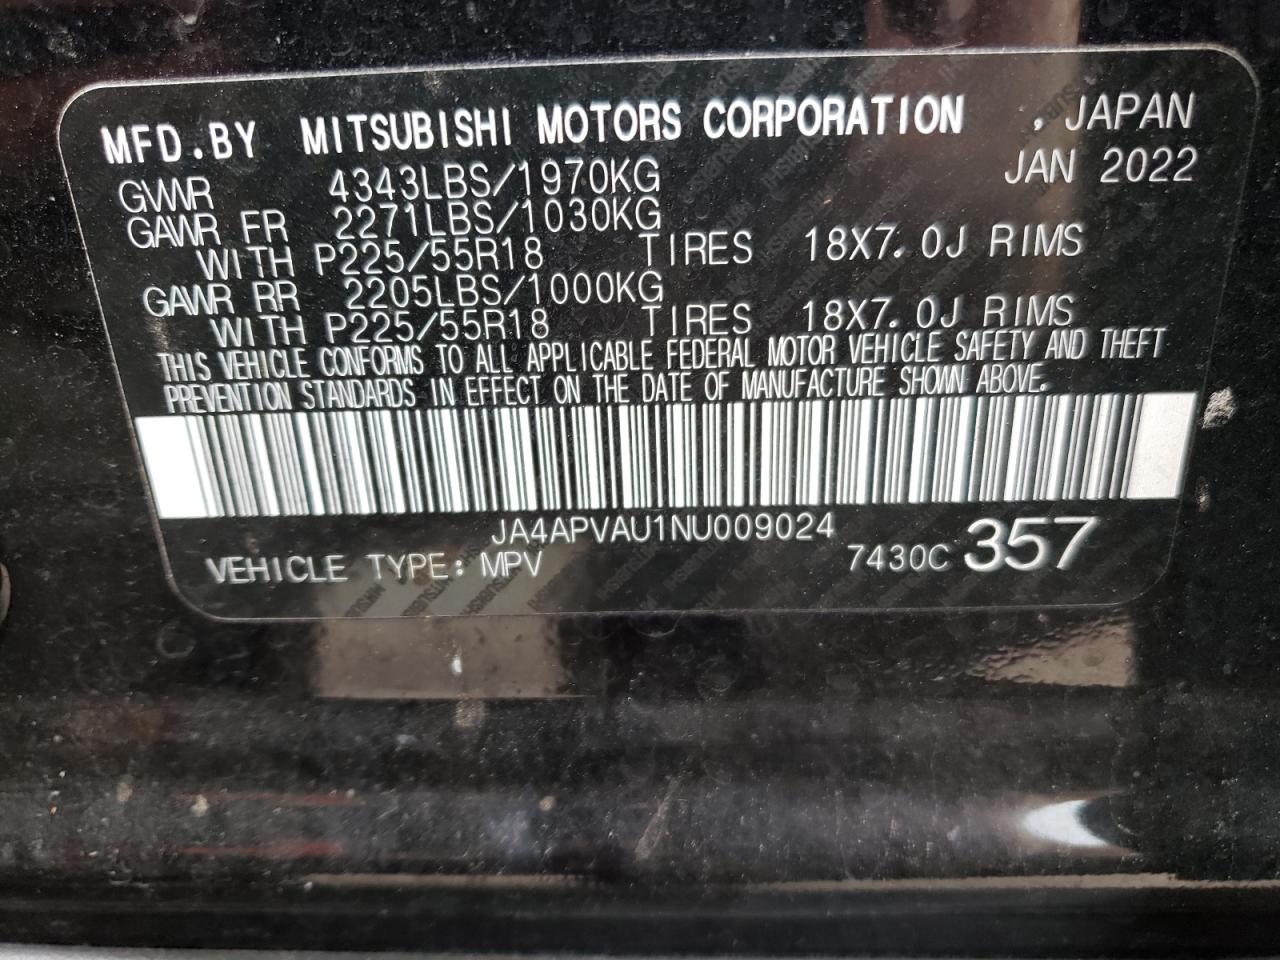 MFD.BY MITSUBISHI MOTORS CORPORATION , JAPAN
GVWR 4343LBS/1970KG JAN 2022
GAWR FR 2271LBS/1030KG
WITH P225/55R18 TIRES 18X7.0J RIMS
GAWR RR 2205LBS/1000KG
WITH P225/55R18 TIRES 18X7.0J RIMS
THIS VEHICLE CONFORMS TO ALL APPLICABLE FEDERAL MOTOR VEHICLE SAFETY AND THEFT
PREVENTION STANDARDS IN EFFECT ON THE DATE OF MANUFACTURE SHOWN ABOVE.
JA4APVAU1NU009024
VEHICLE TYPE: MPV 7430C 357